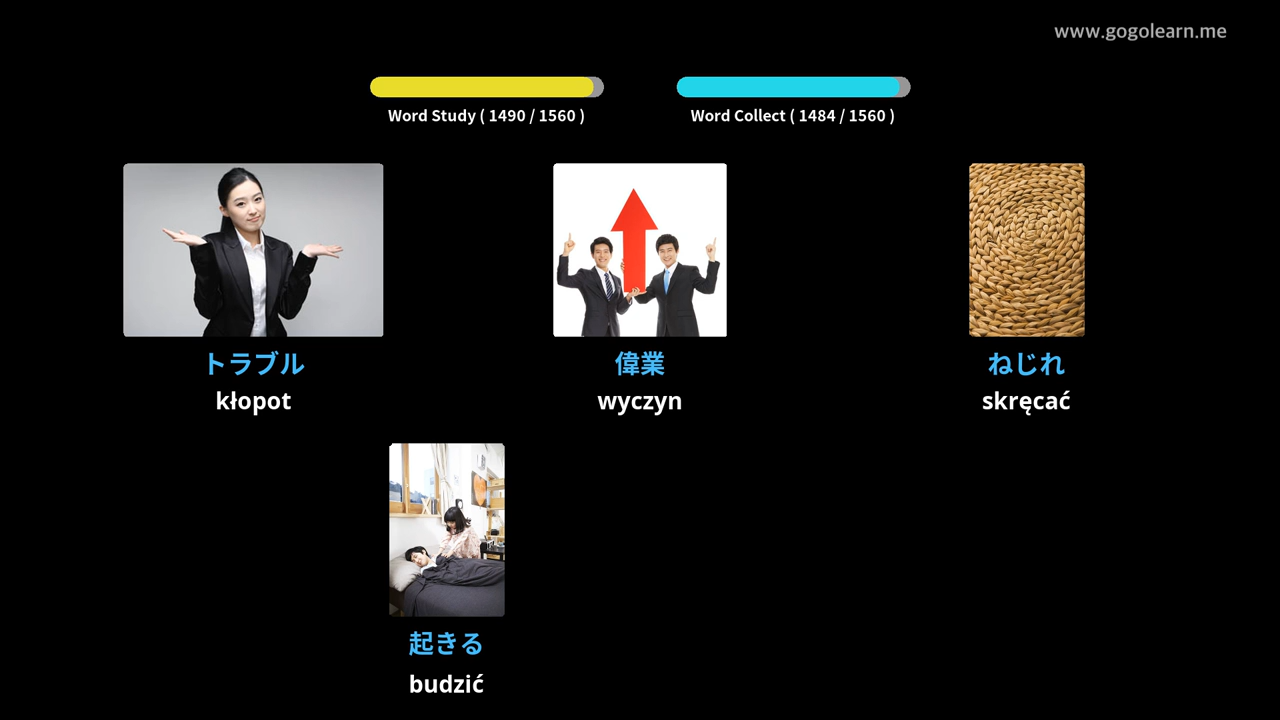 www.gogolearn.me
Word Study ( 1490 / 1560 )
Word Collect ( 1484 / 1560 )
トラブル
kłopot
偉業
wyczyn
ねじれ
skręcać
起きる
budzić